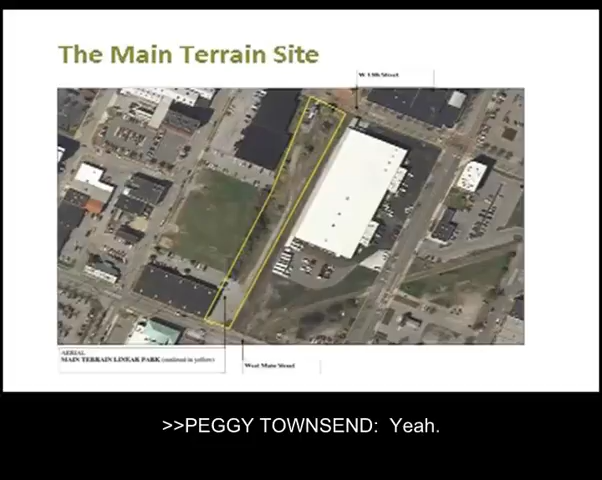 The Main Terrain Site
W. 13th Street
AERIAL
MAIN TERRAIN LINEAR PARK (outlined in yellow)
West Main Street
>>PEGGY TOWNSEND: Yeah.